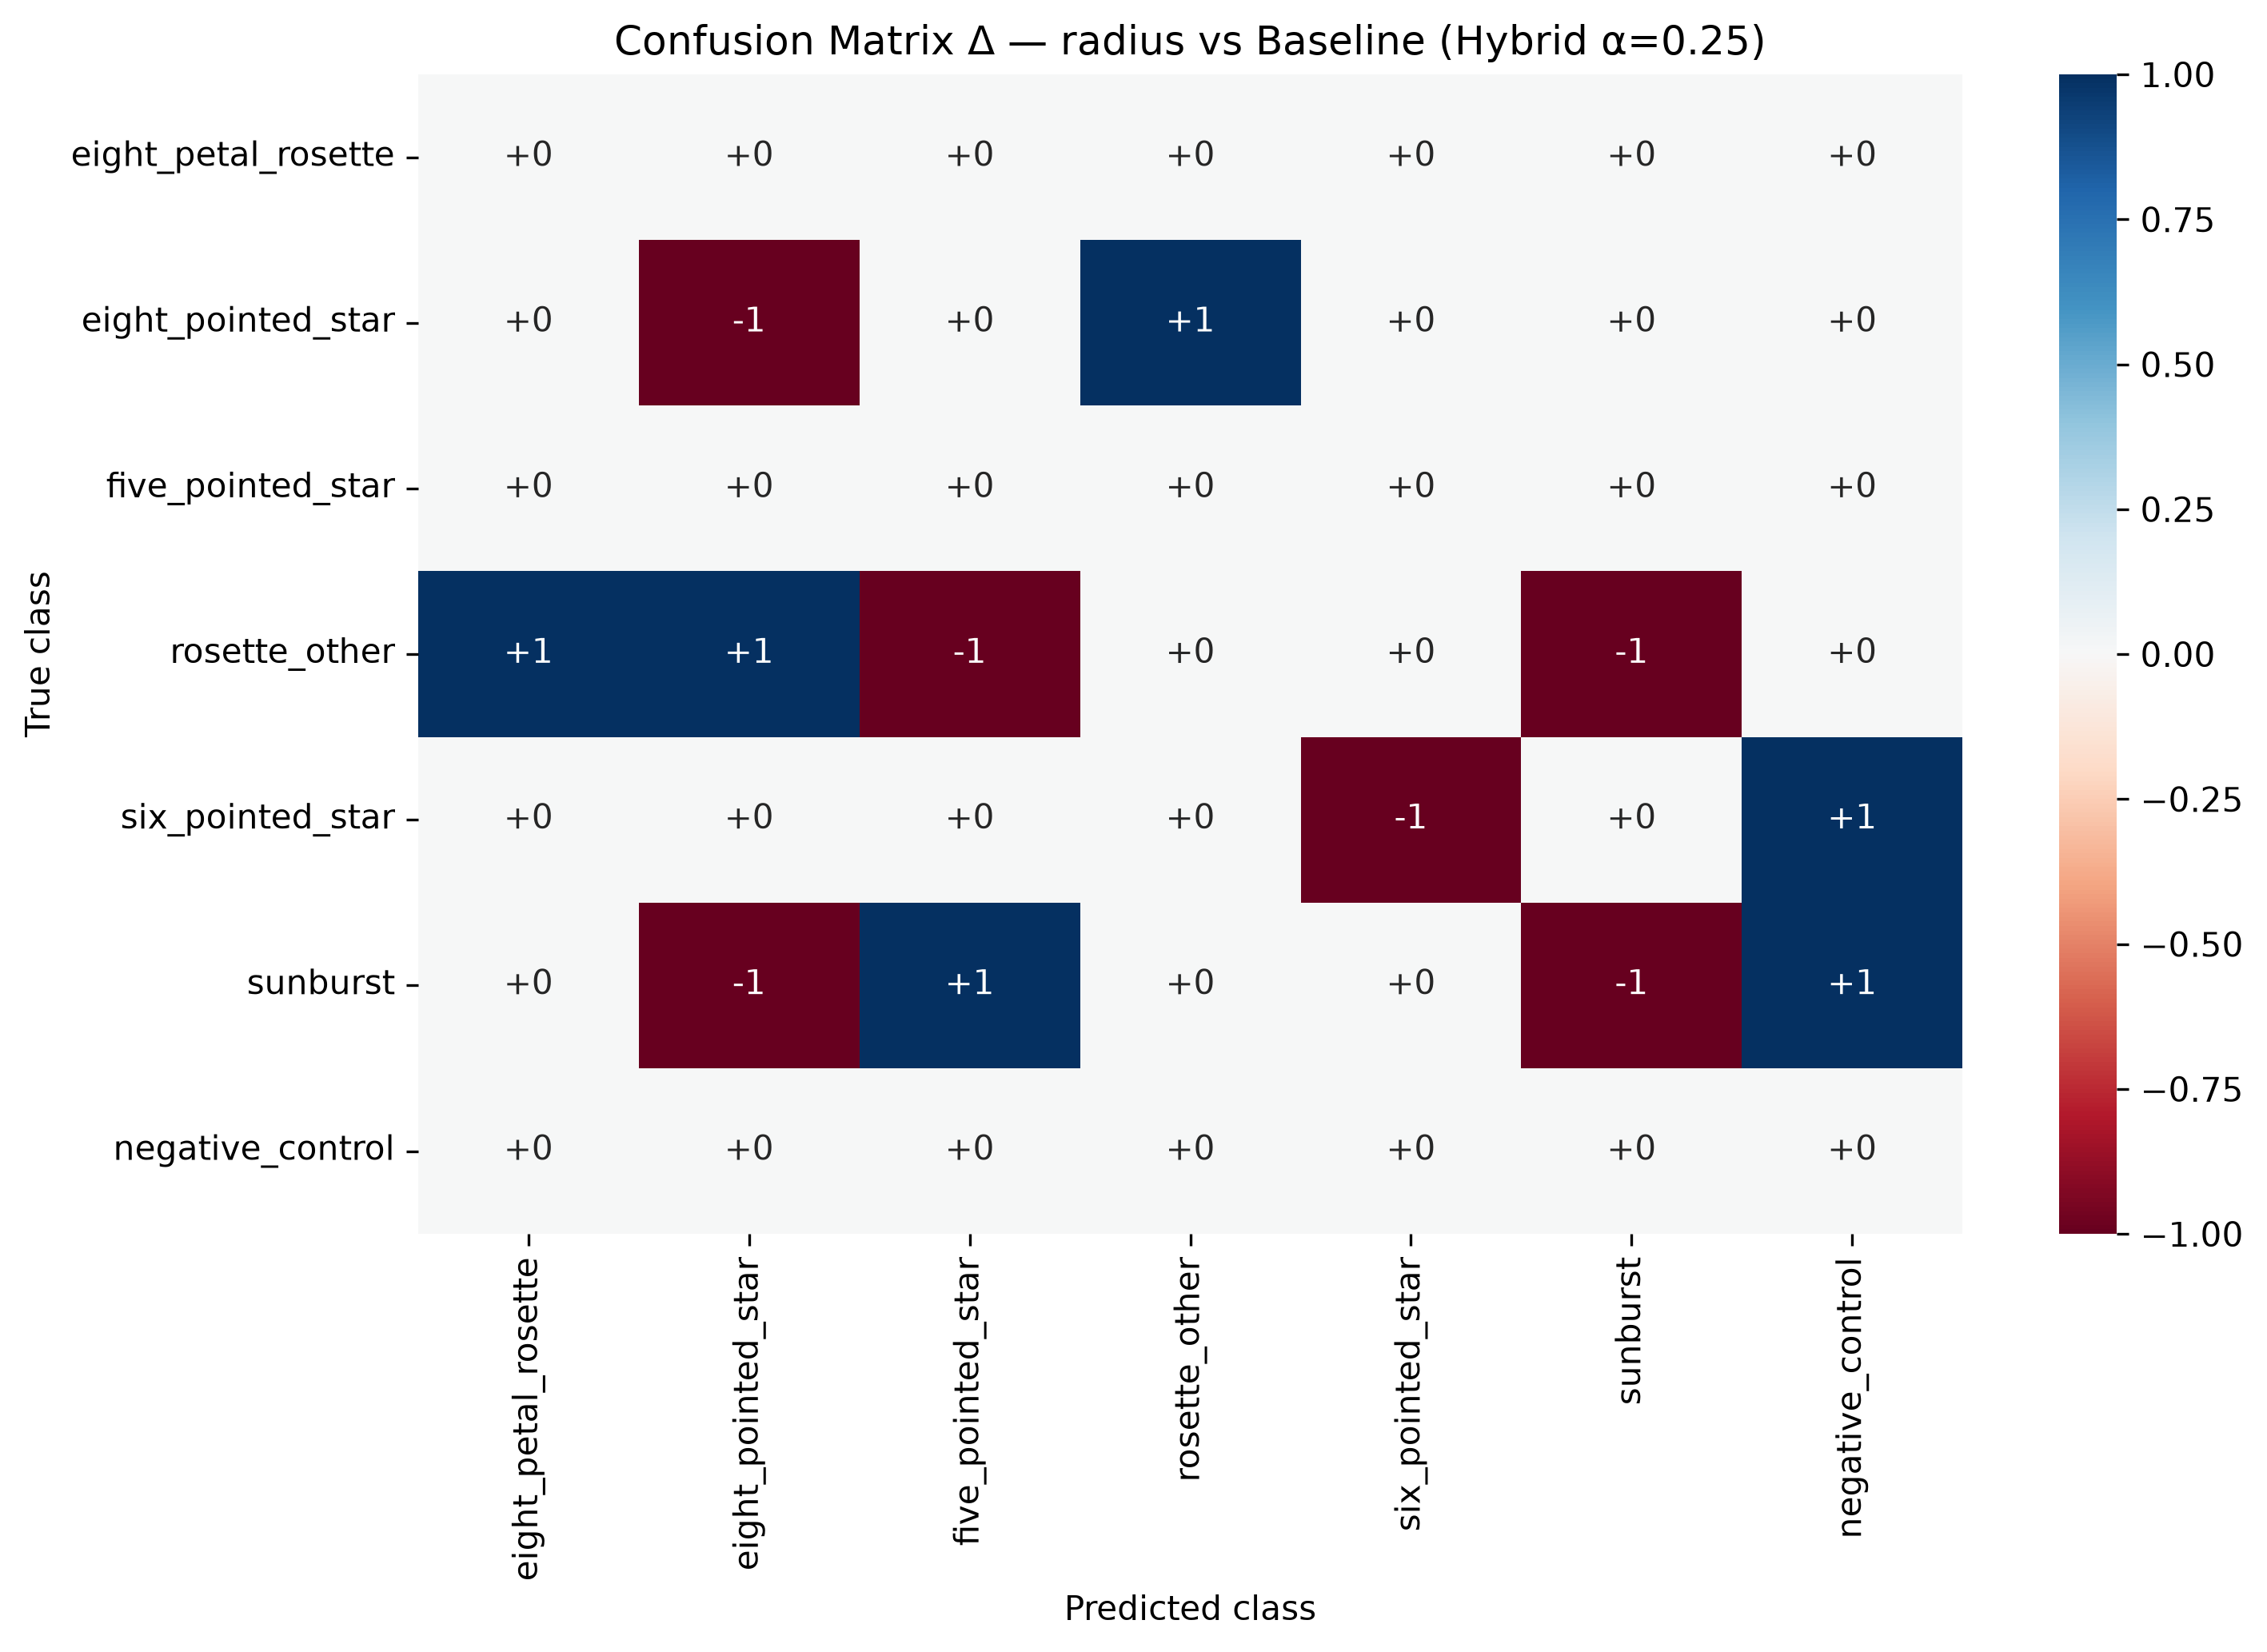 Confusion Matrix Δ — radius vs Baseline (Hybrid α=0.25)
True class
eight_petal_rosette +0 +0 +0 +0 +0 +0 +0
eight_pointed_star +0 -1 +0 +1 +0 +0 +0
five_pointed_star +0 +0 +0 +0 +0 +0 +0
rosette_other +1 +1 -1 +0 +0 -1 +0
six_pointed_star +0 +0 +0 +0 -1 +0 +1
sunburst +0 -1 +1 +0 +0 -1 +1
negative_control +0 +0 +0 +0 +0 +0 +0
eight_petal_rosette
eight_pointed_star
five_pointed_star
rosette_other
six_pointed_star
sunburst
negative_control
Predicted class
1.00
0.75
0.50
0.25
0.00
−0.25
−0.50
−0.75
−1.00